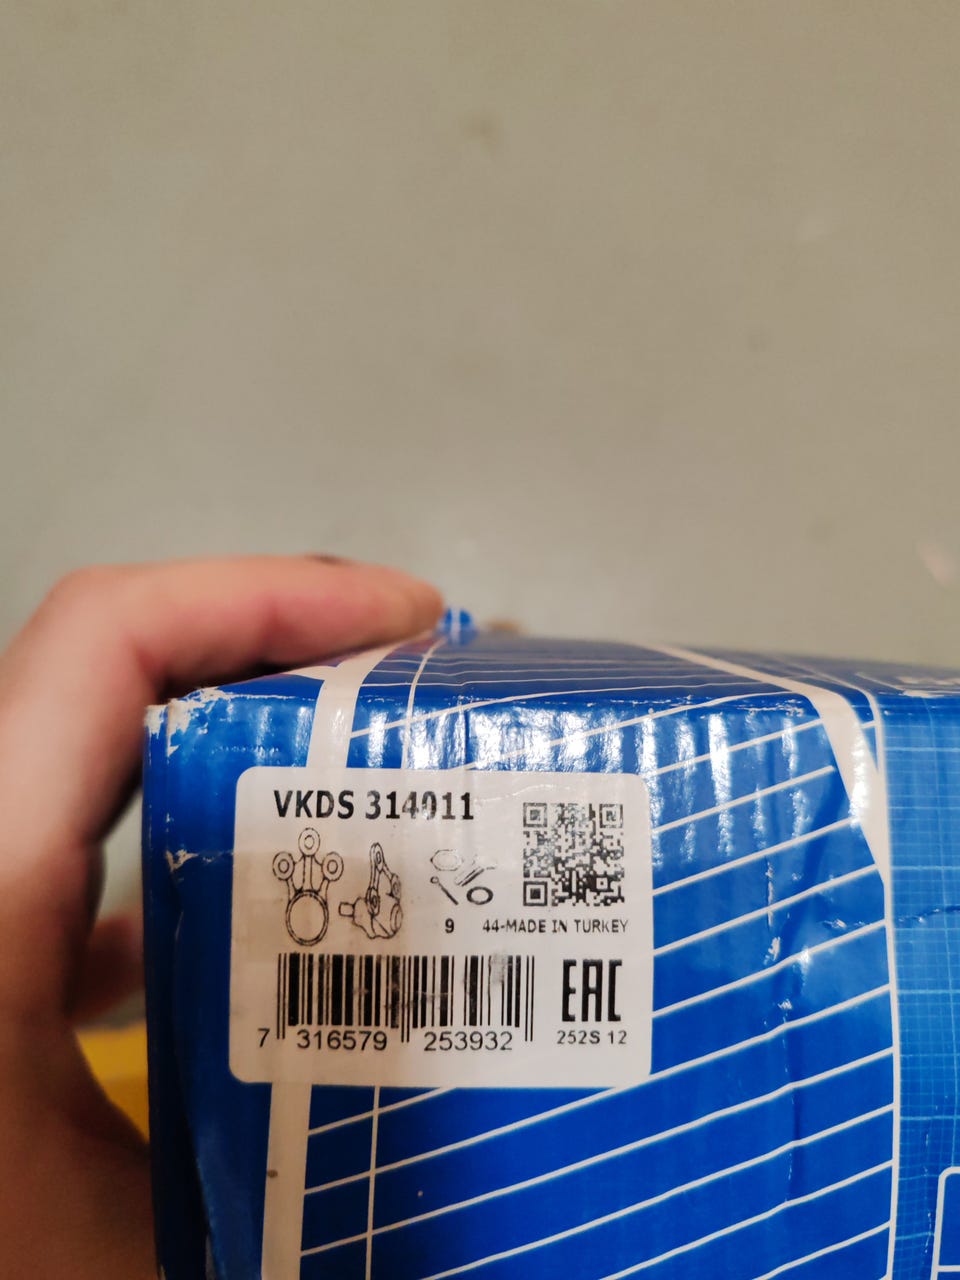 VKDS 314011
9 44-MADE IN TURKEY
EAC
7 316579 253932 252S 12